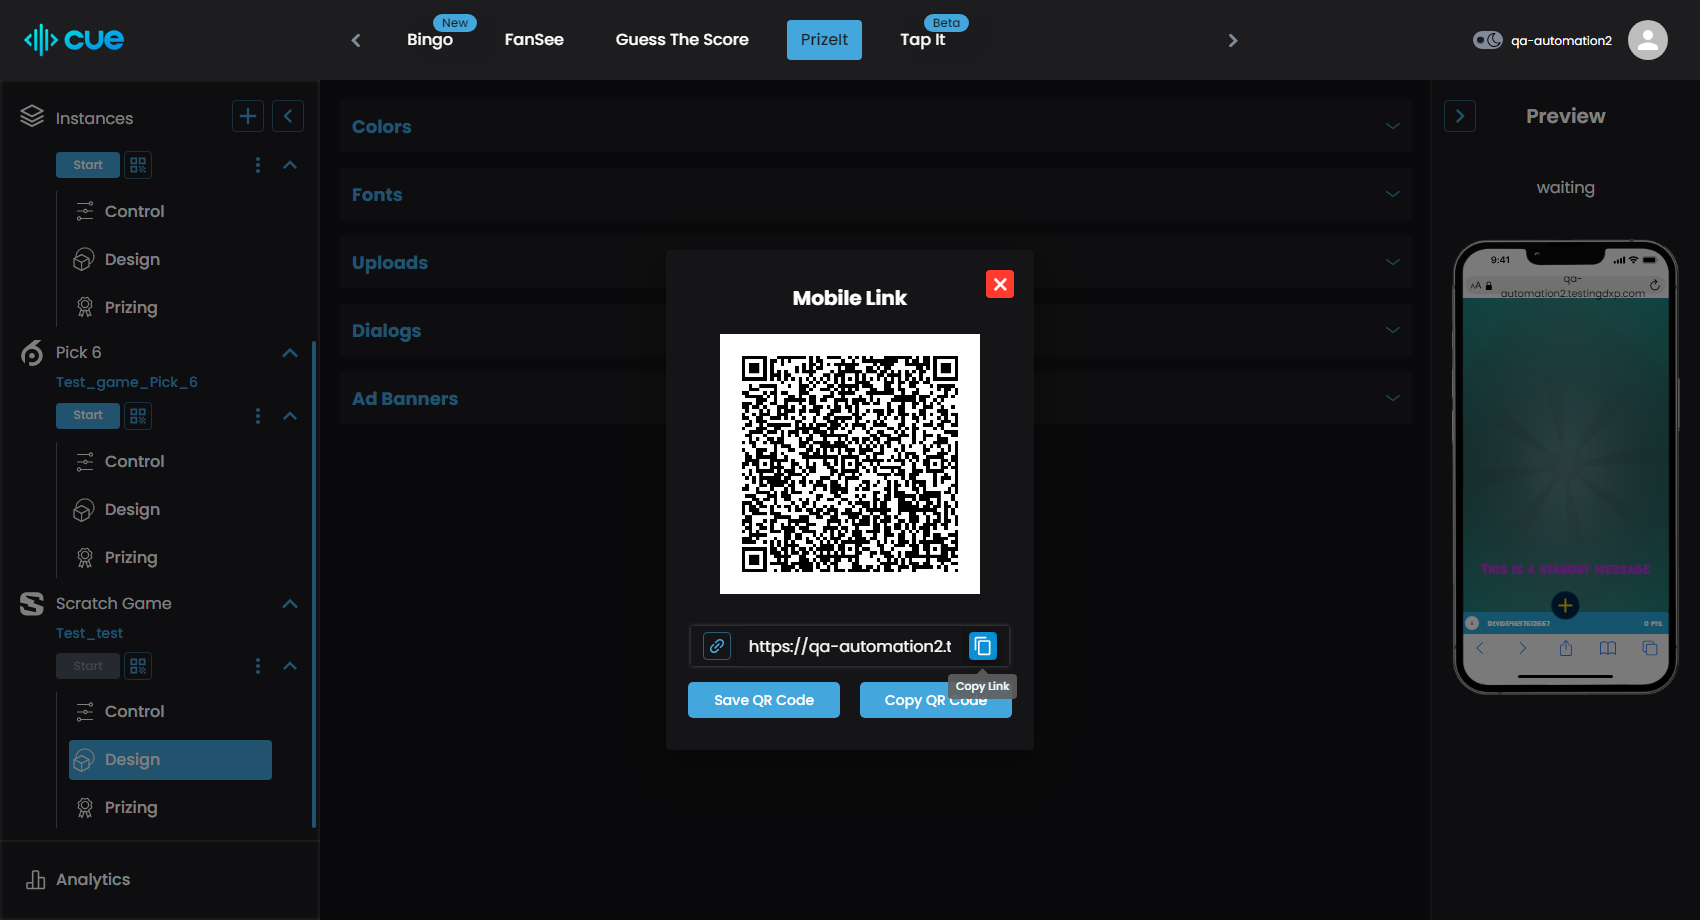 cue
New
Bingo
FanSee
Guess The Score
PrizeIt
Beta
Tap It
qa-automation2
Instances
Start
Control
Design
Prizing
Pick 6
Test_game_Pick_6
Start
Control
Design
Prizing
Scratch Game
Test_test
Start
Control
Design
Prizing
Analytics
Colors
Fonts
Uploads
Dialogs
Ad Banners
Mobile Link
https://qa-automation2.t
Copy Link
Save QR Code
Copy QR Code
Preview
waiting
9:41
AA
qa-
automation2.testingdxp.com
This is a standby message
0 Pts.